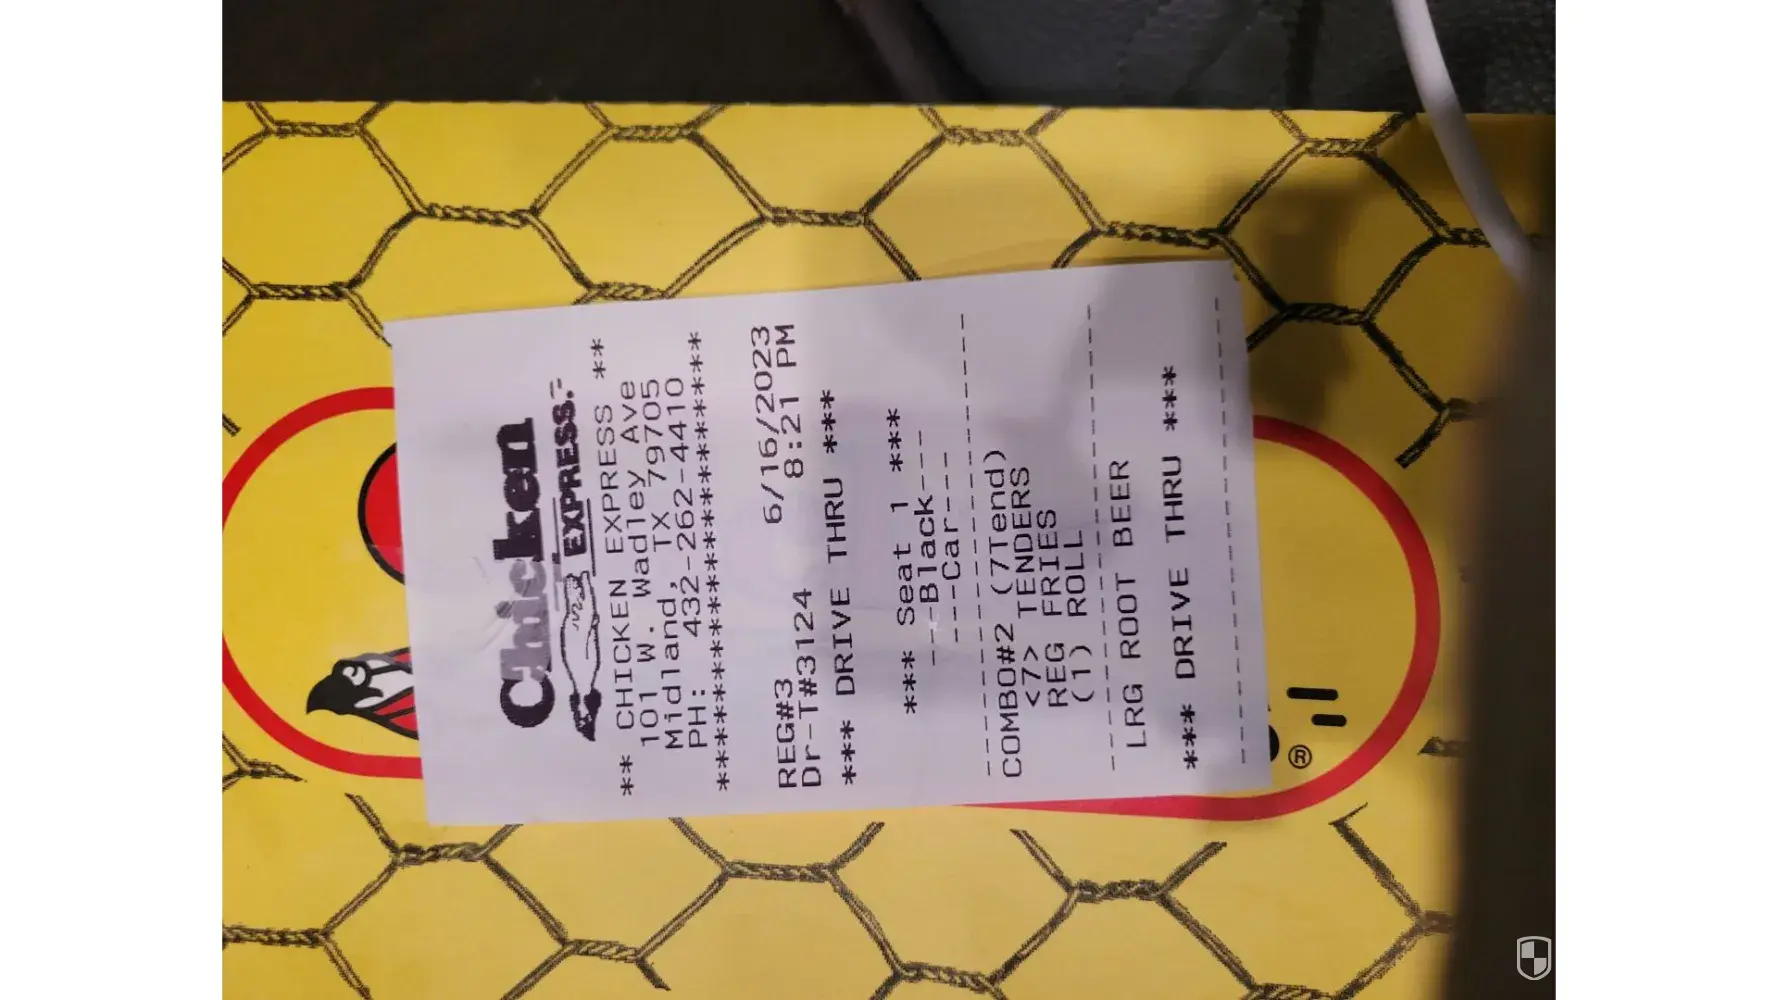 Chicken
EXPRESS.
** CHICKEN EXPRESS **
101 W. Wadley Ave
Midland, TX 79705
PH: 432-262-4410
***************************
REG#3 6/16/2023
Dr-T#3124 8:21 PM
*** DRIVE THRU ***
*** Seat 1 ***
----Black----
----Car----
COMBO#2 (7Tend)
<7> TENDERS
REG FRIES
(1) ROLL
LRG ROOT BEER
*** DRIVE THRU ***
®